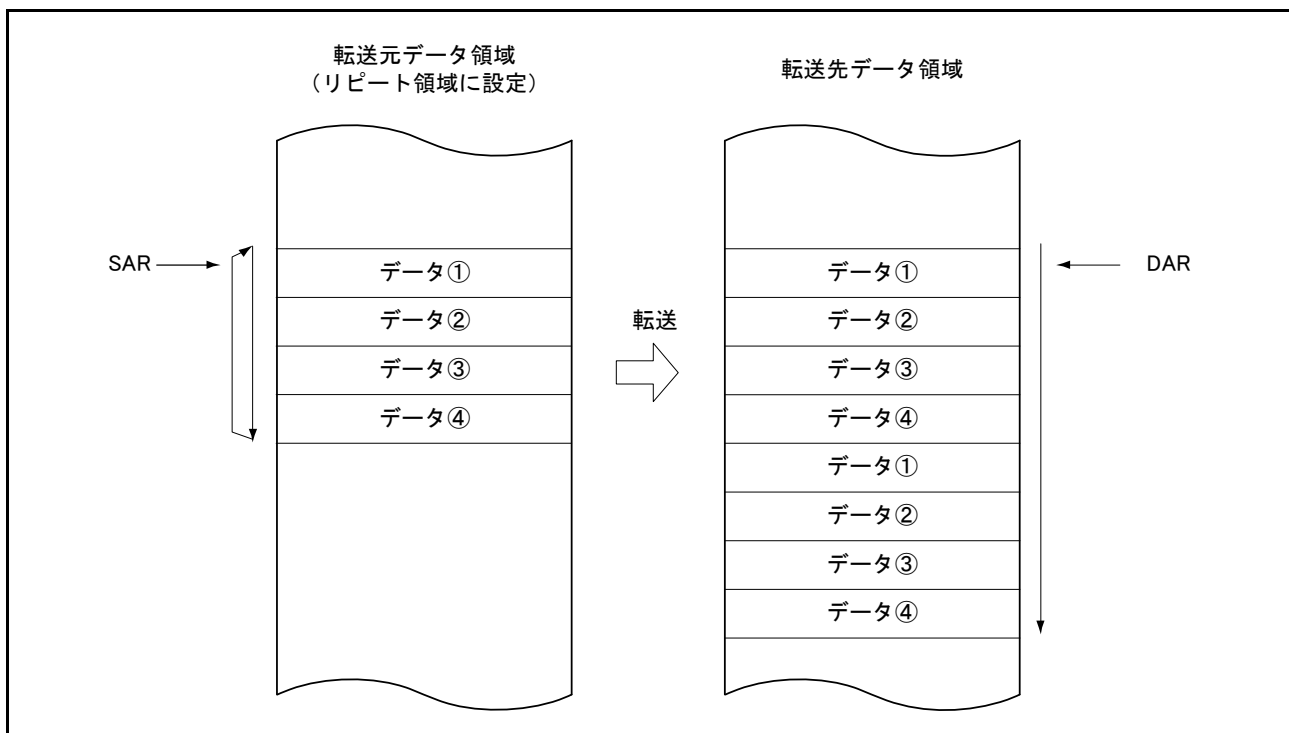 転送元データ領域
（リピート領域に設定）
転送先データ領域
SAR
データ①
データ②
データ③
データ④
転送
DAR
データ①
データ②
データ③
データ④
データ①
データ②
データ③
データ④